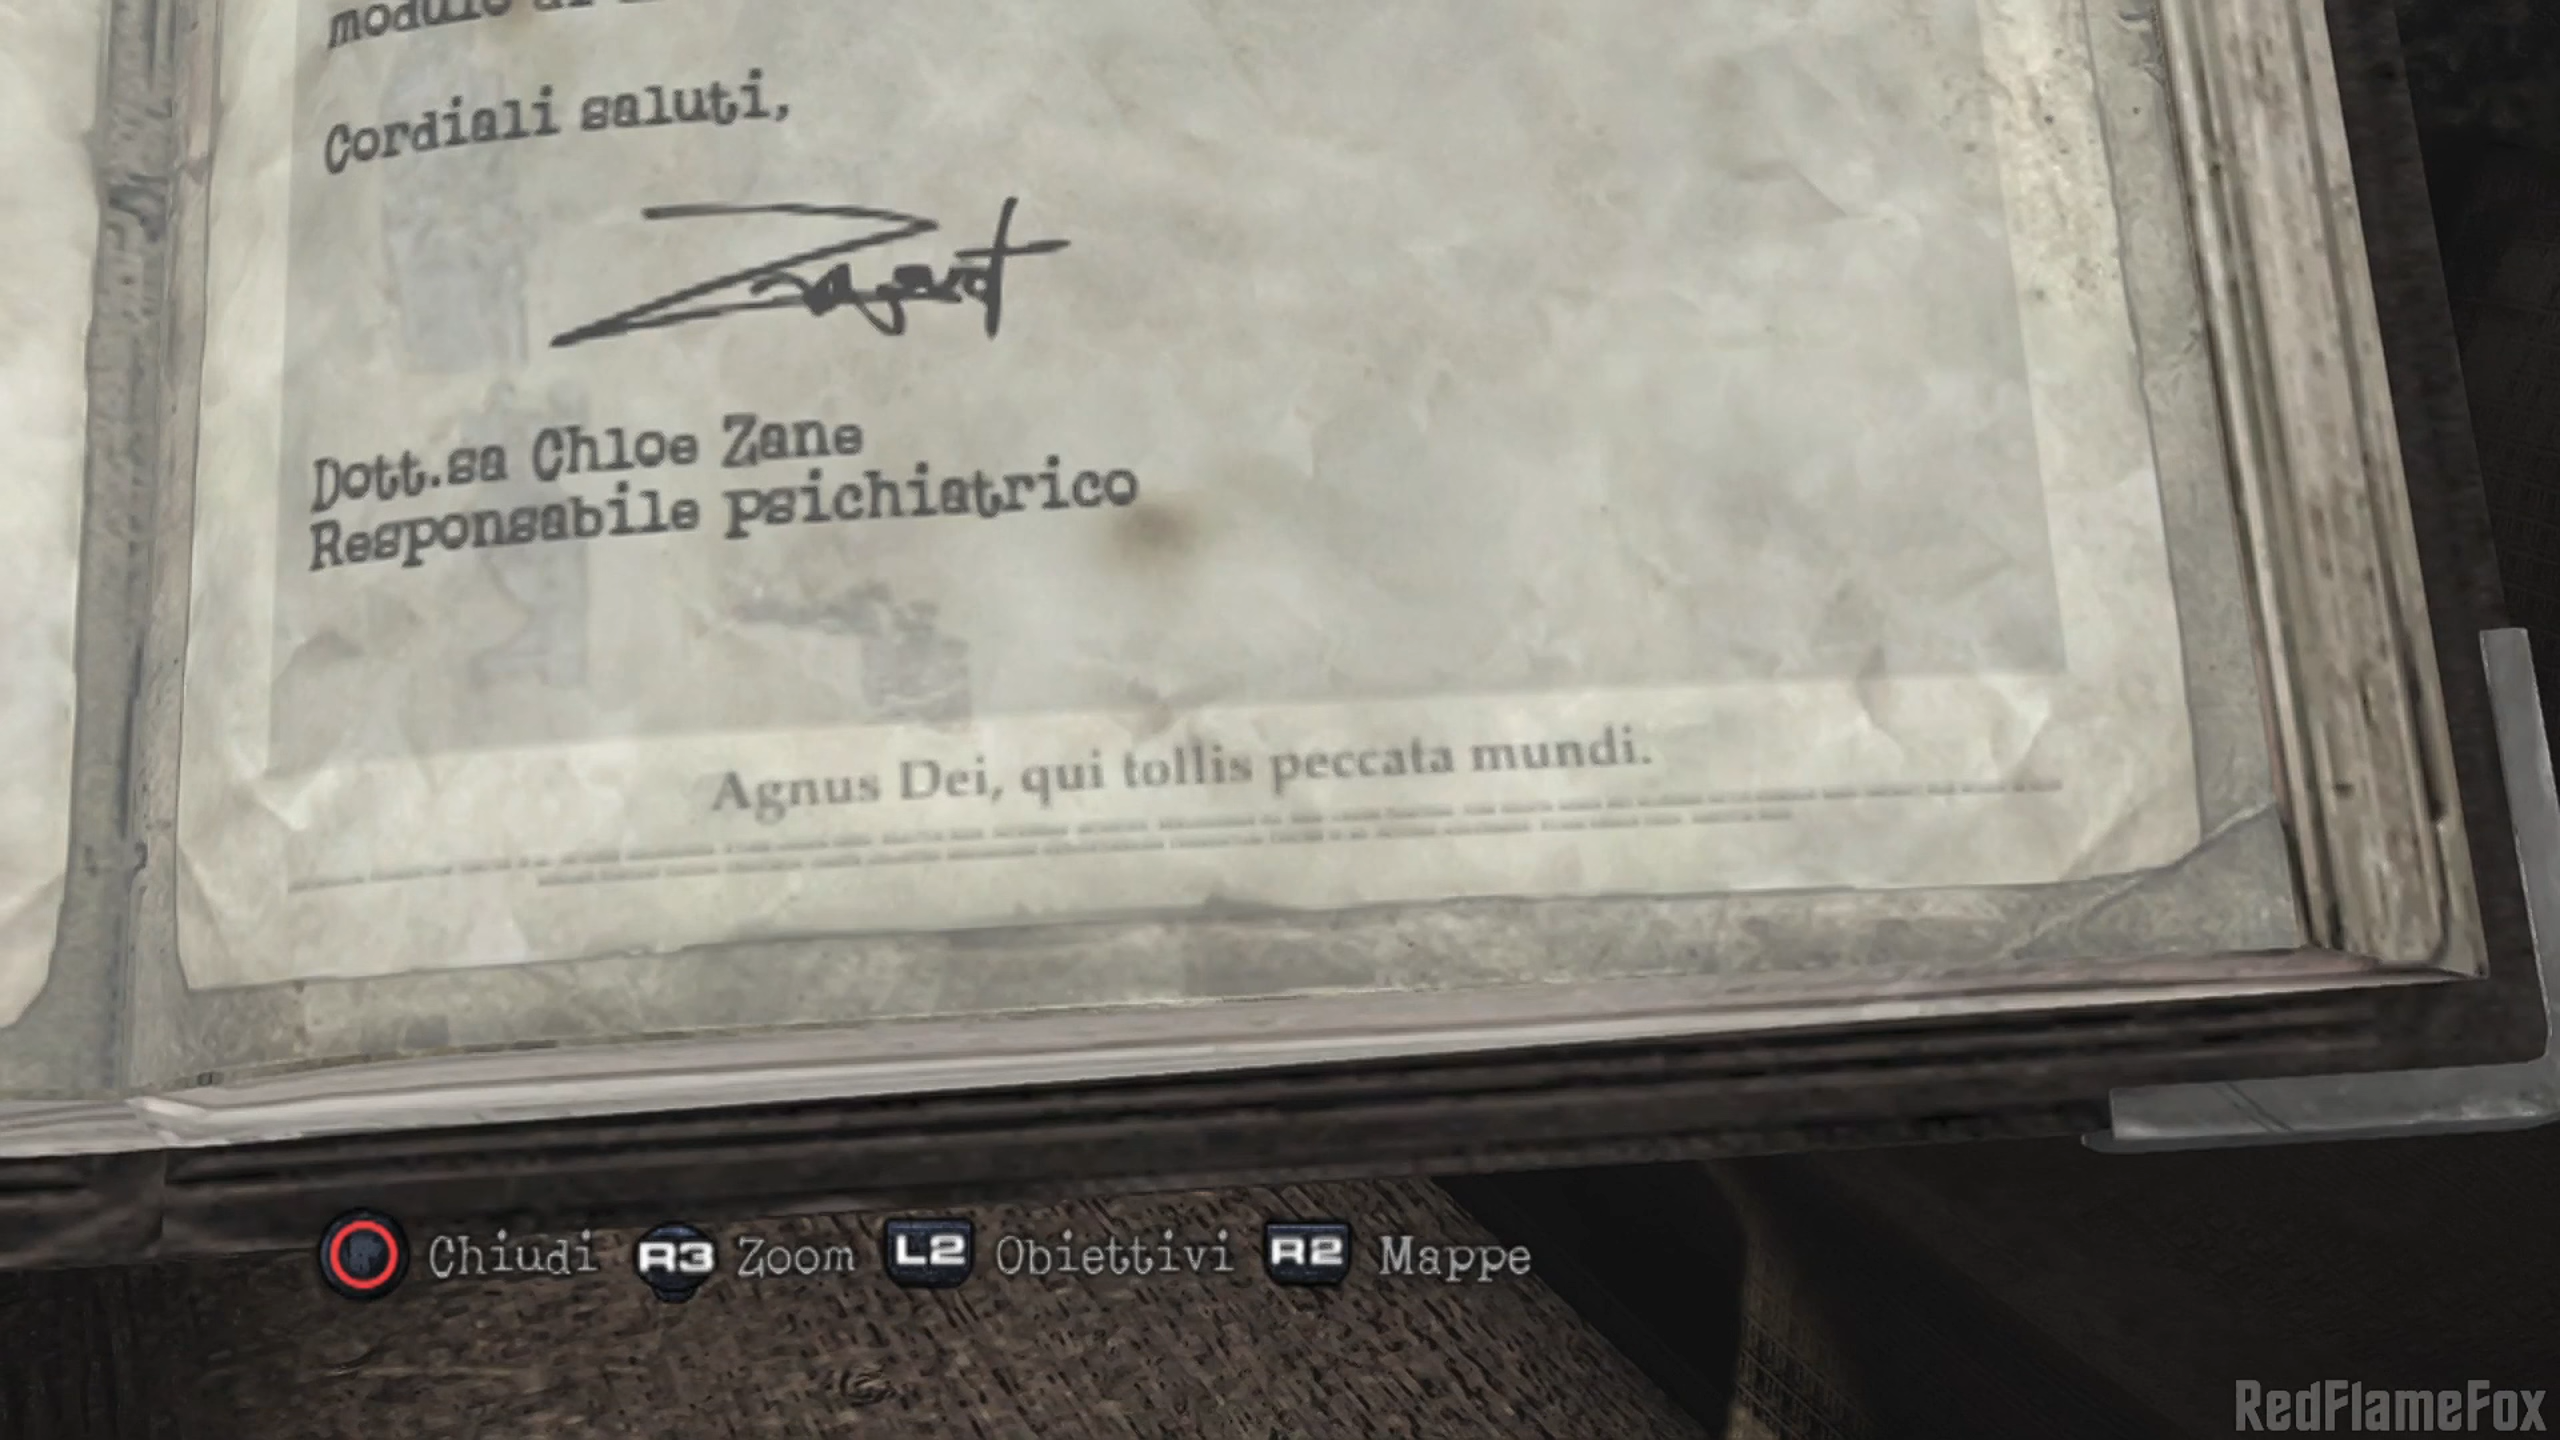 Cordiali saluti,
Dott.sa Chloe Zane
Responsabile psichiatrico
Agnus Dei, qui tollis peccata mundi.
Chiudi R3 Zoom L2 Obiettivi R2 Mappe
RedFlameFox